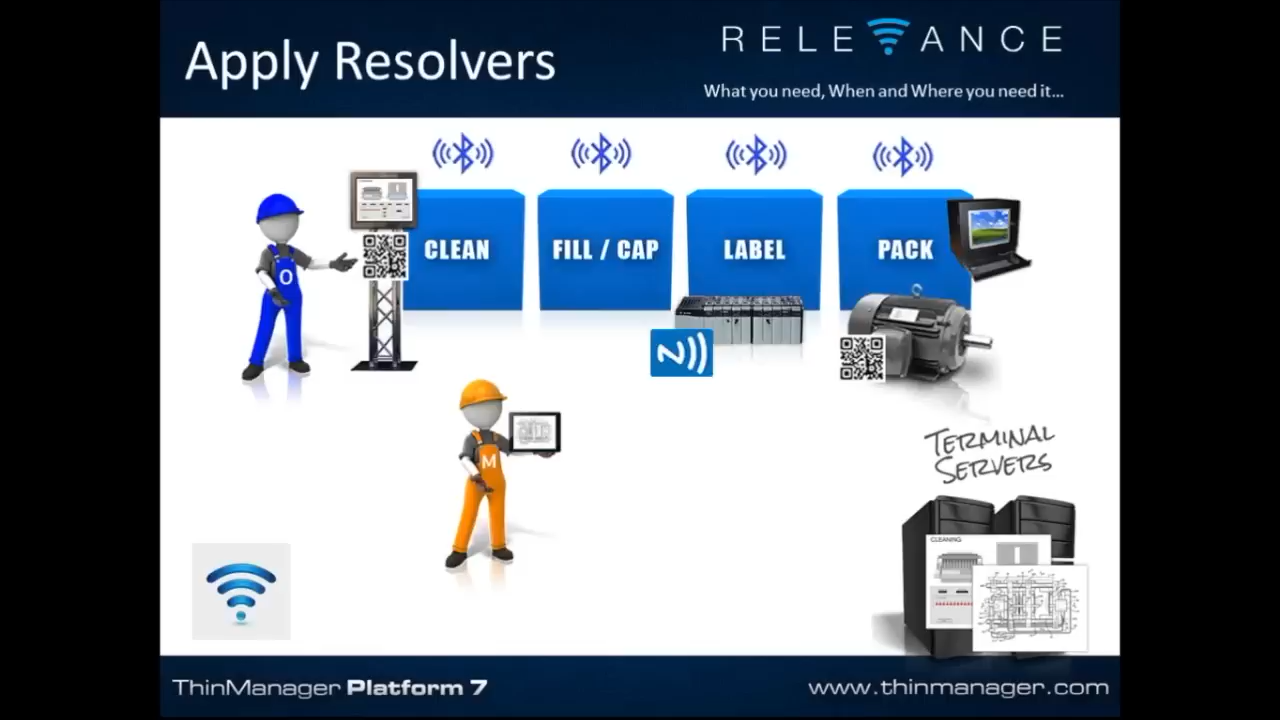 Apply Resolvers
RELEVANCE
What you need, When and Where you need it...
CLEAN
FILL / CAP
LABEL
PACK
O
M
N
TERMINAL
SERVERS
CLEANING
ThinManager Platform 7
www.thinmanager.com